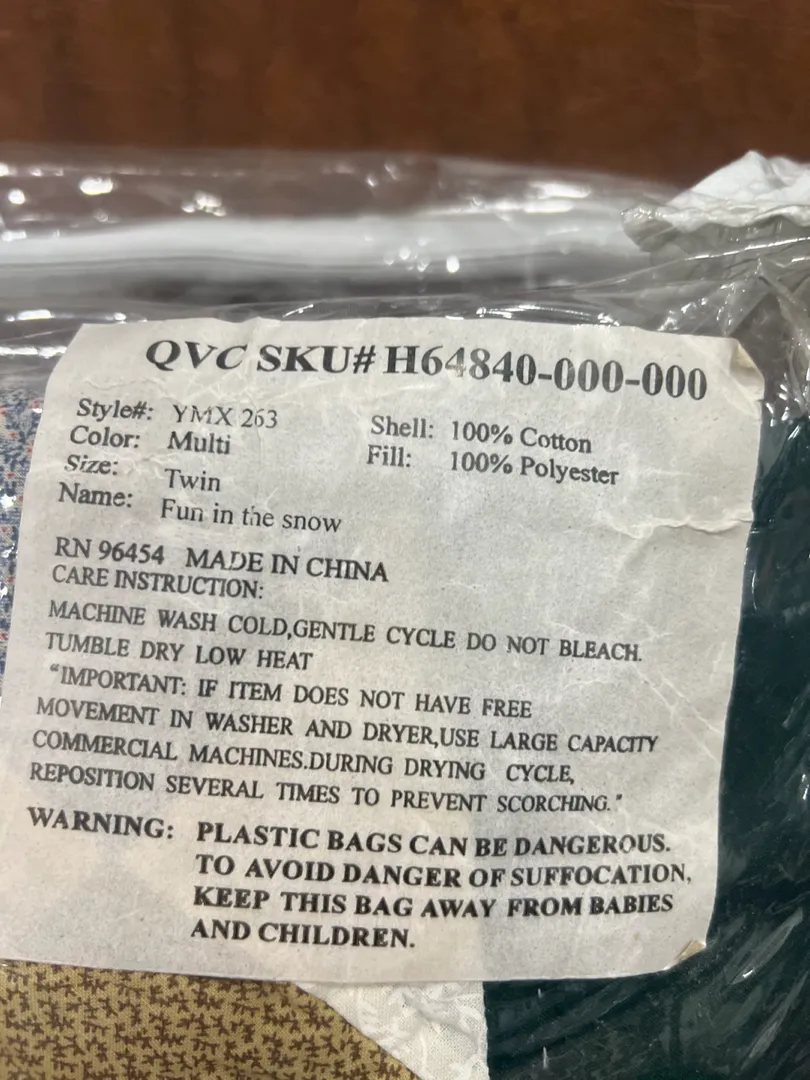 QVC SKU# H64840-000-000
Style#: YMX 263
Color: Multi
Size: Twin
Name: Fun in the snow
Shell: 100% Cotton
Fill: 100% Polyester
RN 96454 MADE IN CHINA
CARE INSTRUCTION:
MACHINE WASH COLD,GENTLE CYCLE DO NOT BLEACH.
TUMBLE DRY LOW HEAT
"IMPORTANT: IF ITEM DOES NOT HAVE FREE
MOVEMENT IN WASHER AND DRYER,USE LARGE CAPACITY
COMMERCIAL MACHINES.DURING DRYING CYCLE,
REPOSITION SEVERAL TIMES TO PREVENT SCORCHING."
WARNING: PLASTIC BAGS CAN BE DANGEROUS.
TO AVOID DANGER OF SUFFOCATION,
KEEP THIS BAG AWAY FROM BABIES
AND CHILDREN.